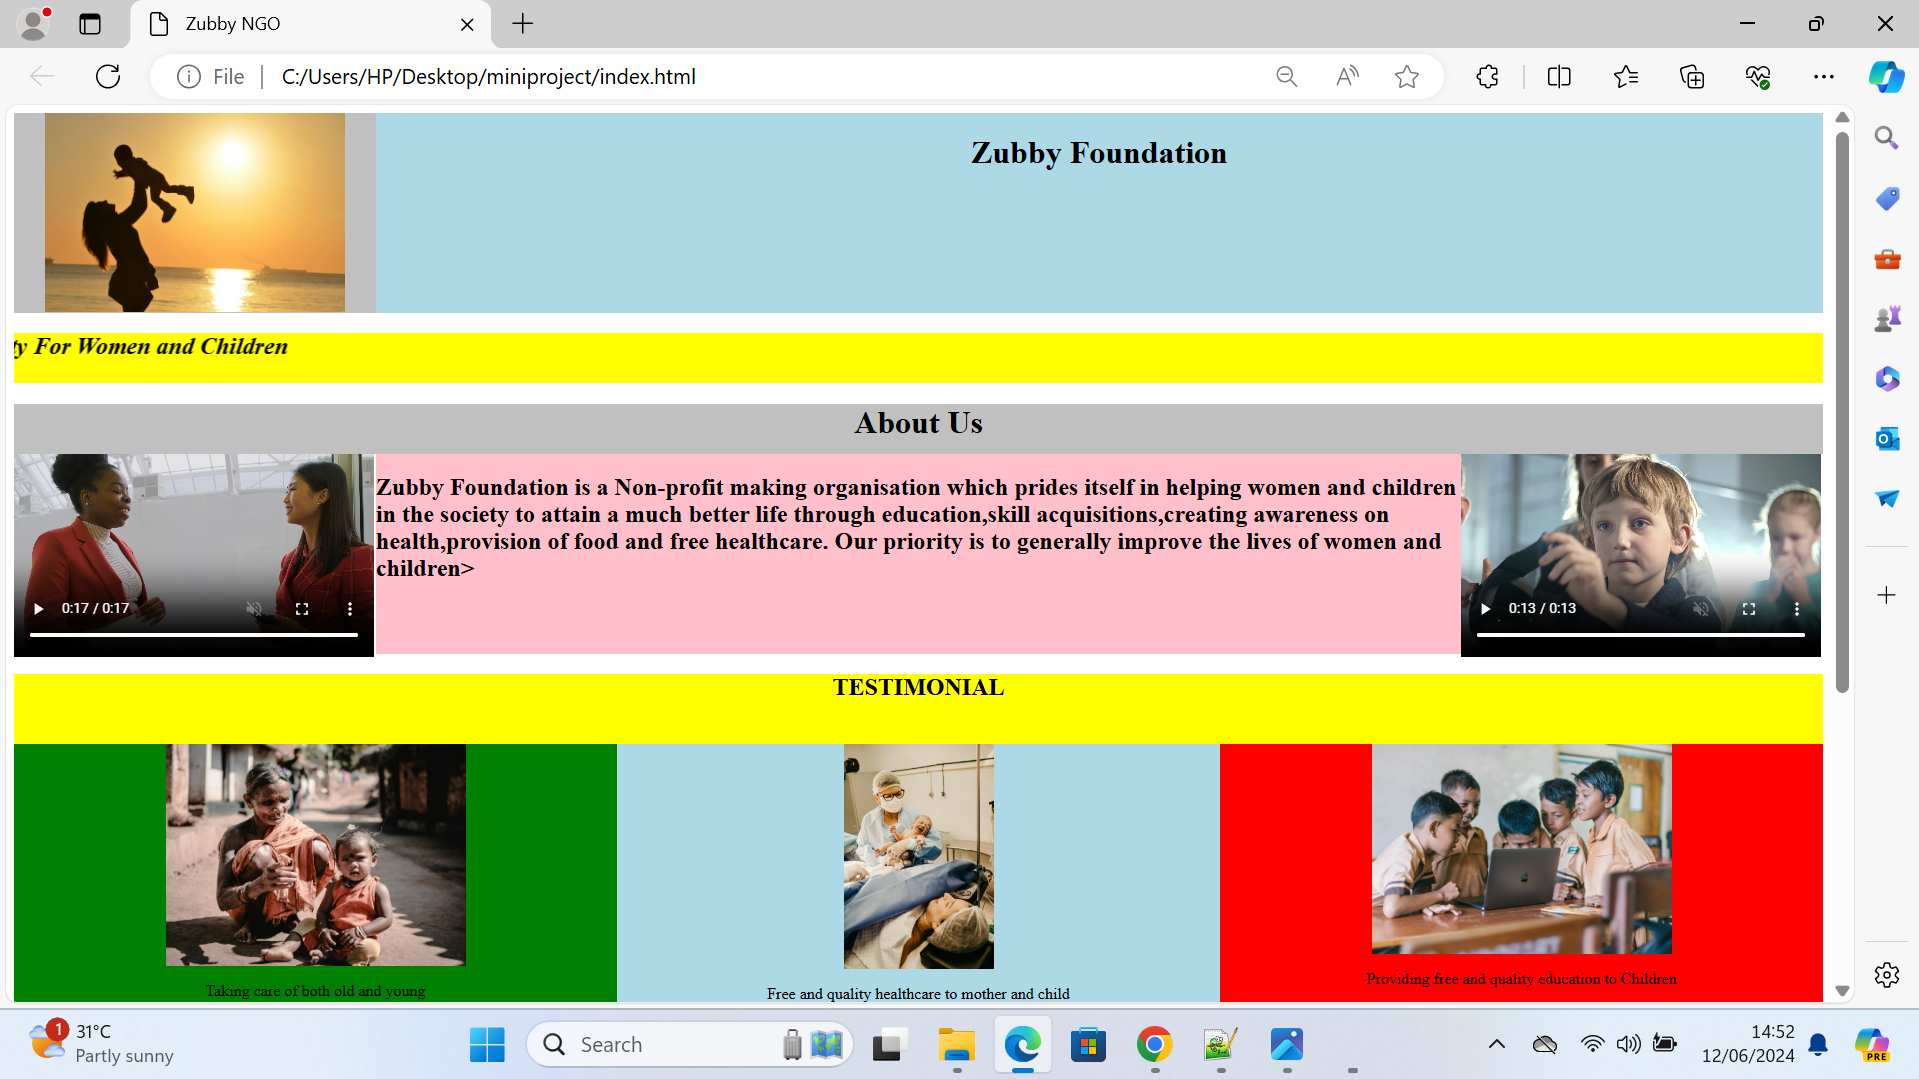 Zubby NGO
File
C:/Users/HP/Desktop/miniproject/index.html
Zubby Foundation
ty For Women and Children
About Us
Zubby Foundation is a Non-profit making organisation which prides itself in helping women and children
in the society to attain a much better life through education,skill acquisitions,creating awareness on
health,provision of food and free healthcare. Our priority is to generally improve the lives of women and
children>
0:17 / 0:17
0:13 / 0:13
TESTIMONIAL
Taking care of both old and young
Free and quality healthcare to mother and child
Providing free and quality education to Children
1
31°C
Partly sunny
Search
14:52
12/06/2024
PRE